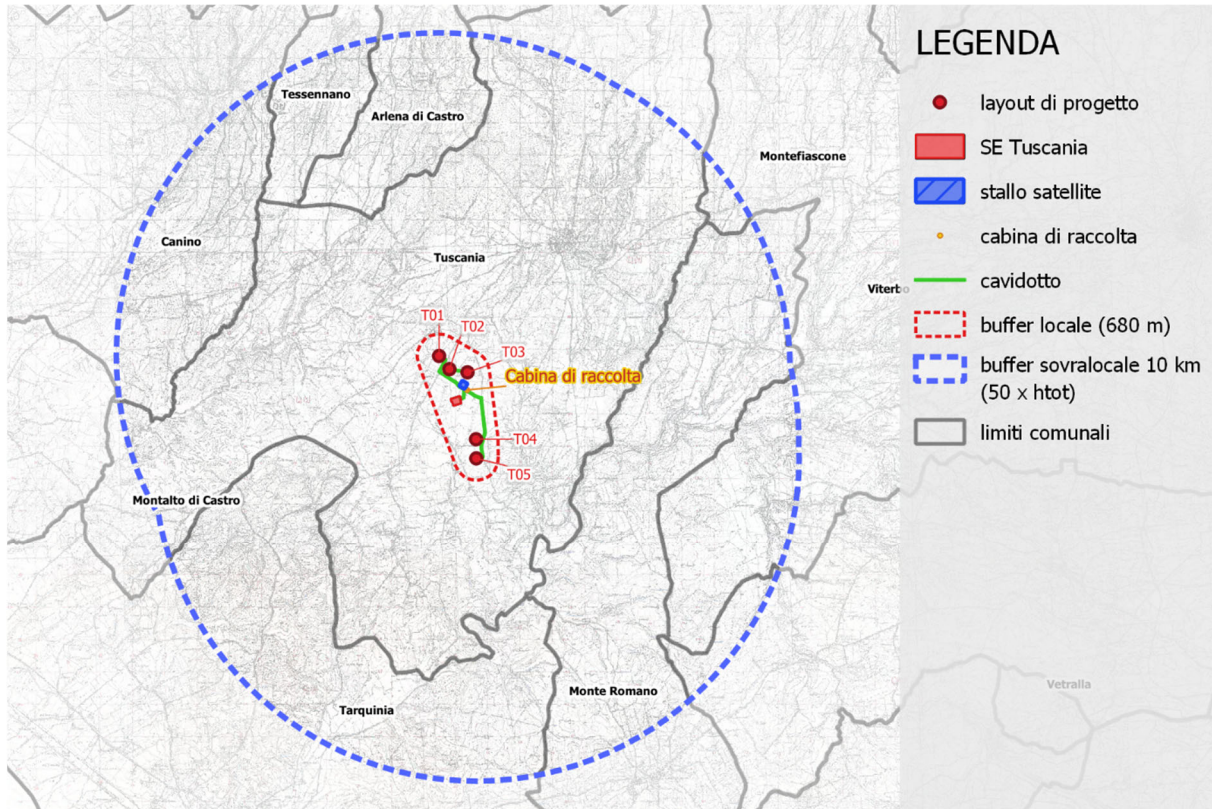 LEGENDA
layout di progetto
SE Tuscania
stallo satellite
cabina di raccolta
cavidotto
buffer locale (680 m)
buffer sovralocale 10 km
(50 x htot)
limiti comunali
Tessennano
Arlena di Castro
Montefiascone
Canino
Tuscania
Viterbo
T01
T02
T03
Cabina di raccolta
T04
T05
Montalto di Castro
Monte Romano
Tarquinia
Vetralla